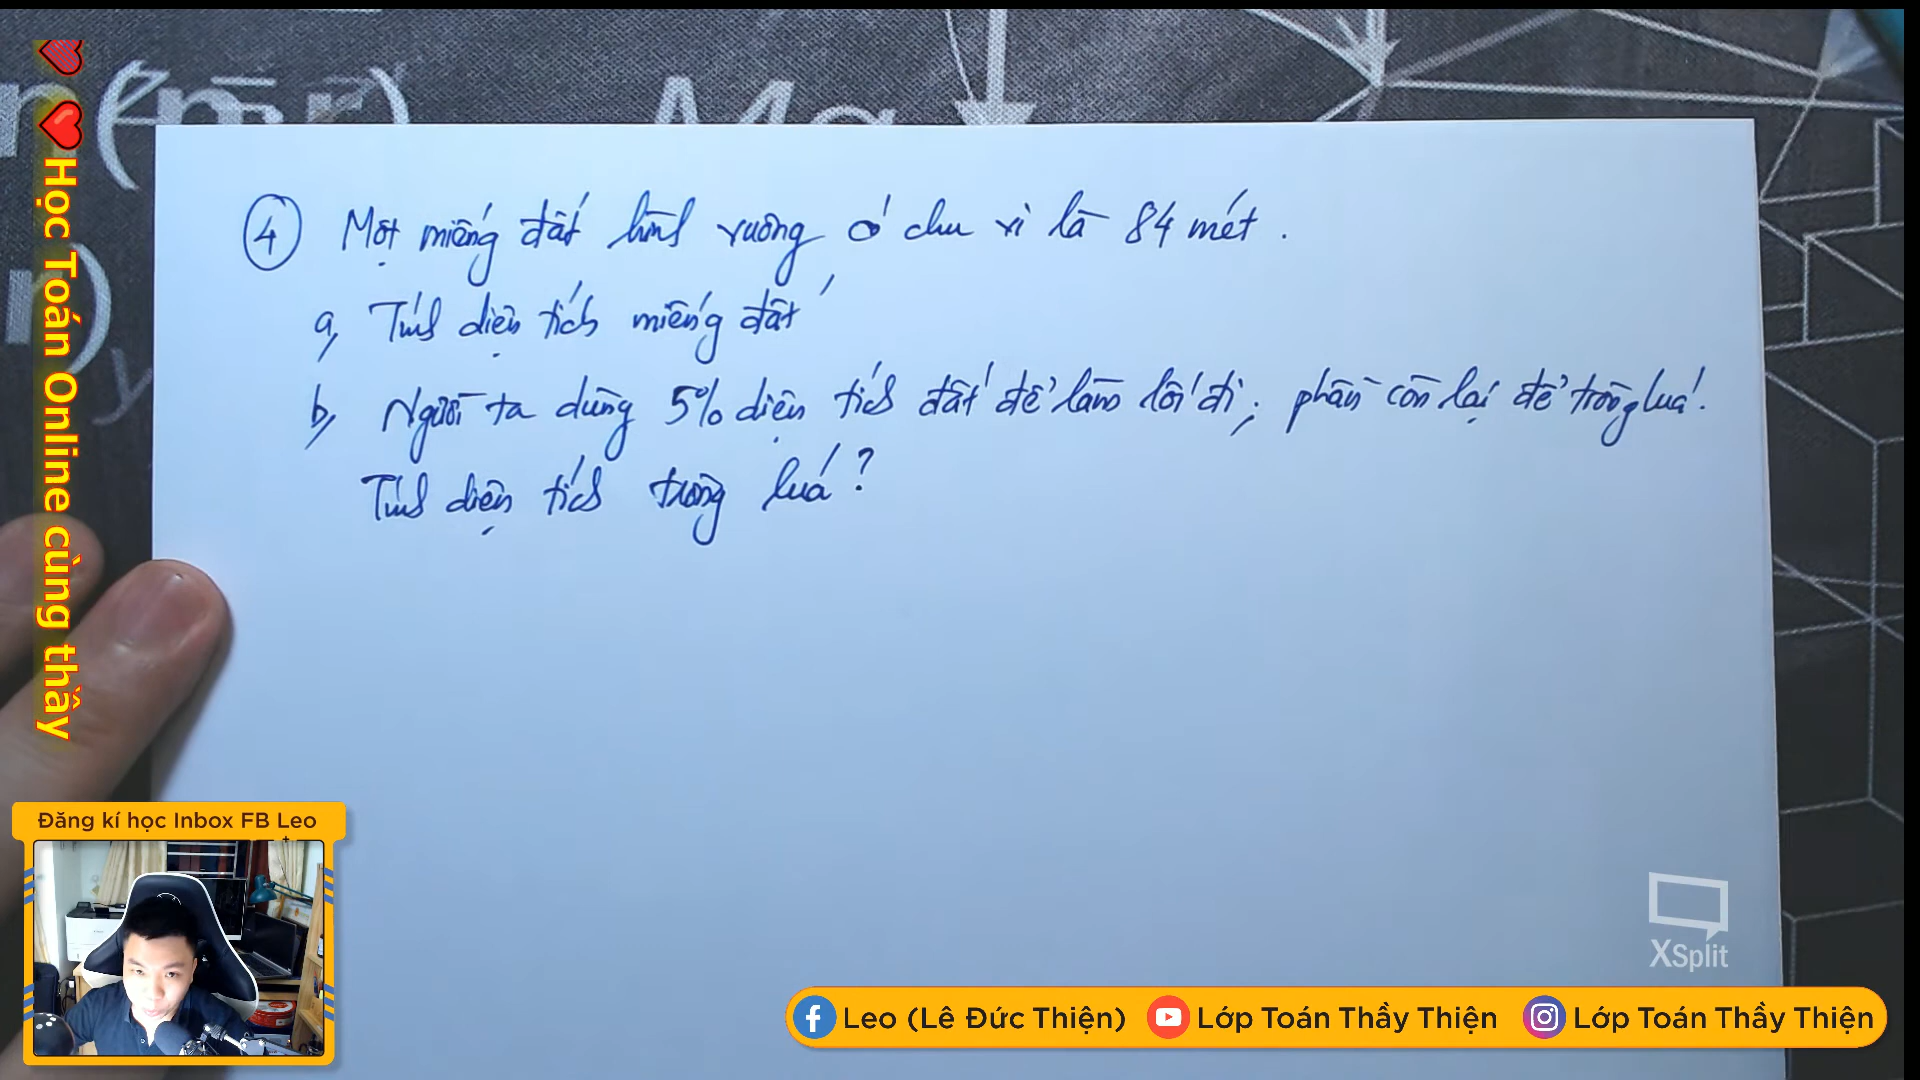 ④ Một miếng đất hình vuông có chu vi là 84 mét.
a, Tính diện tích miếng đất
b, Người ta dùng 5% diện tích đất để làm lối đi; phần còn lại để trồng lúa.
Tính diện tích trồng lúa?
❤ ❤Học Toán Online cùng thầy
Đăng kí học Inbox FB Leo
XSplit
Leo (Lê Đức Thiện) Lớp Toán Thầy Thiện Lớp Toán Thầy Thiện